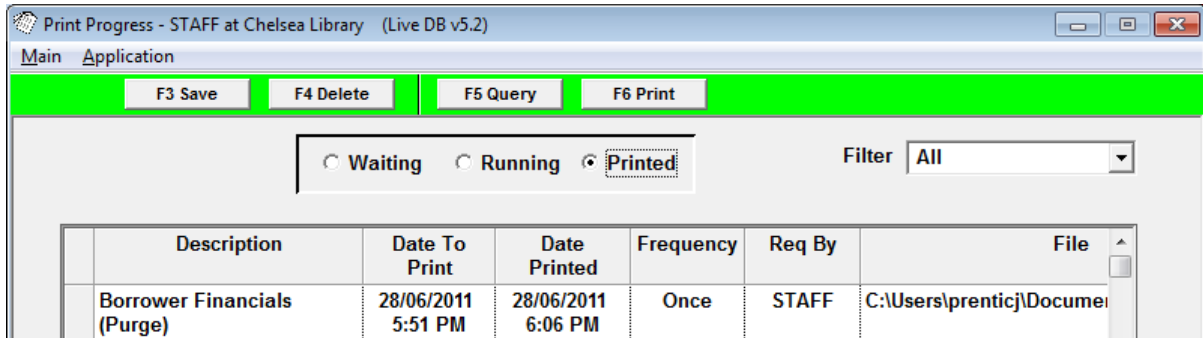 Print Progress - STAFF at Chelsea Library (Live DB v5.2)
Main Application
F3 Save F4 Delete F5 Query F6 Print
Waiting Running Printed Filter All
Description Date To Print Date Printed Frequency Req By File
Borrower Financials 28/06/2011 28/06/2011 Once STAFF C:\Users\prenticj\Documen
(Purge) 5:51 PM 6:06 PM